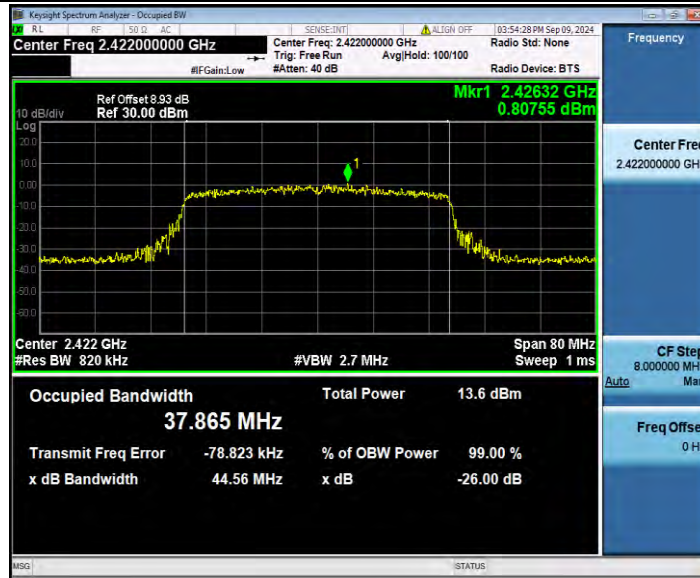 Keysight Spectrum Analyzer - Occupied BW
RL RF 50 Ω AC SENSE:INT ALIGN OFF 03:54:28 PM Sep 09, 2024
Center Freq 2.422000000 GHz
Center Freq: 2.422000000 GHz
Radio Std: None
Trig: Free Run Avg|Hold: 100/100
#IFGain:Low
#Atten: 40 dB
Radio Device: BTS
Frequency
Ref Offset 8.93 dB
10 dB/div Ref 30.00 dBm
Mkr1 2.42632 GHz
0.80755 dBm
Log
20.0
10.0
0.00
-10.0
-20.0
-30.0
-40.0
-50.0
-60.0
1
Center 2.422 GHz Span 80 MHz
#Res BW 820 kHz #VBW 2.7 MHz Sweep 1 ms
Center Fre
2.422000000 GH
CF Step
8.000000 MH
Auto Ma
Freq Offse
0 H
Occupied Bandwidth Total Power 13.6 dBm
37.865 MHz
Transmit Freq Error -78.823 kHz % of OBW Power 99.00 %
x dB Bandwidth 44.56 MHz x dB -26.00 dB
MSG STATUS